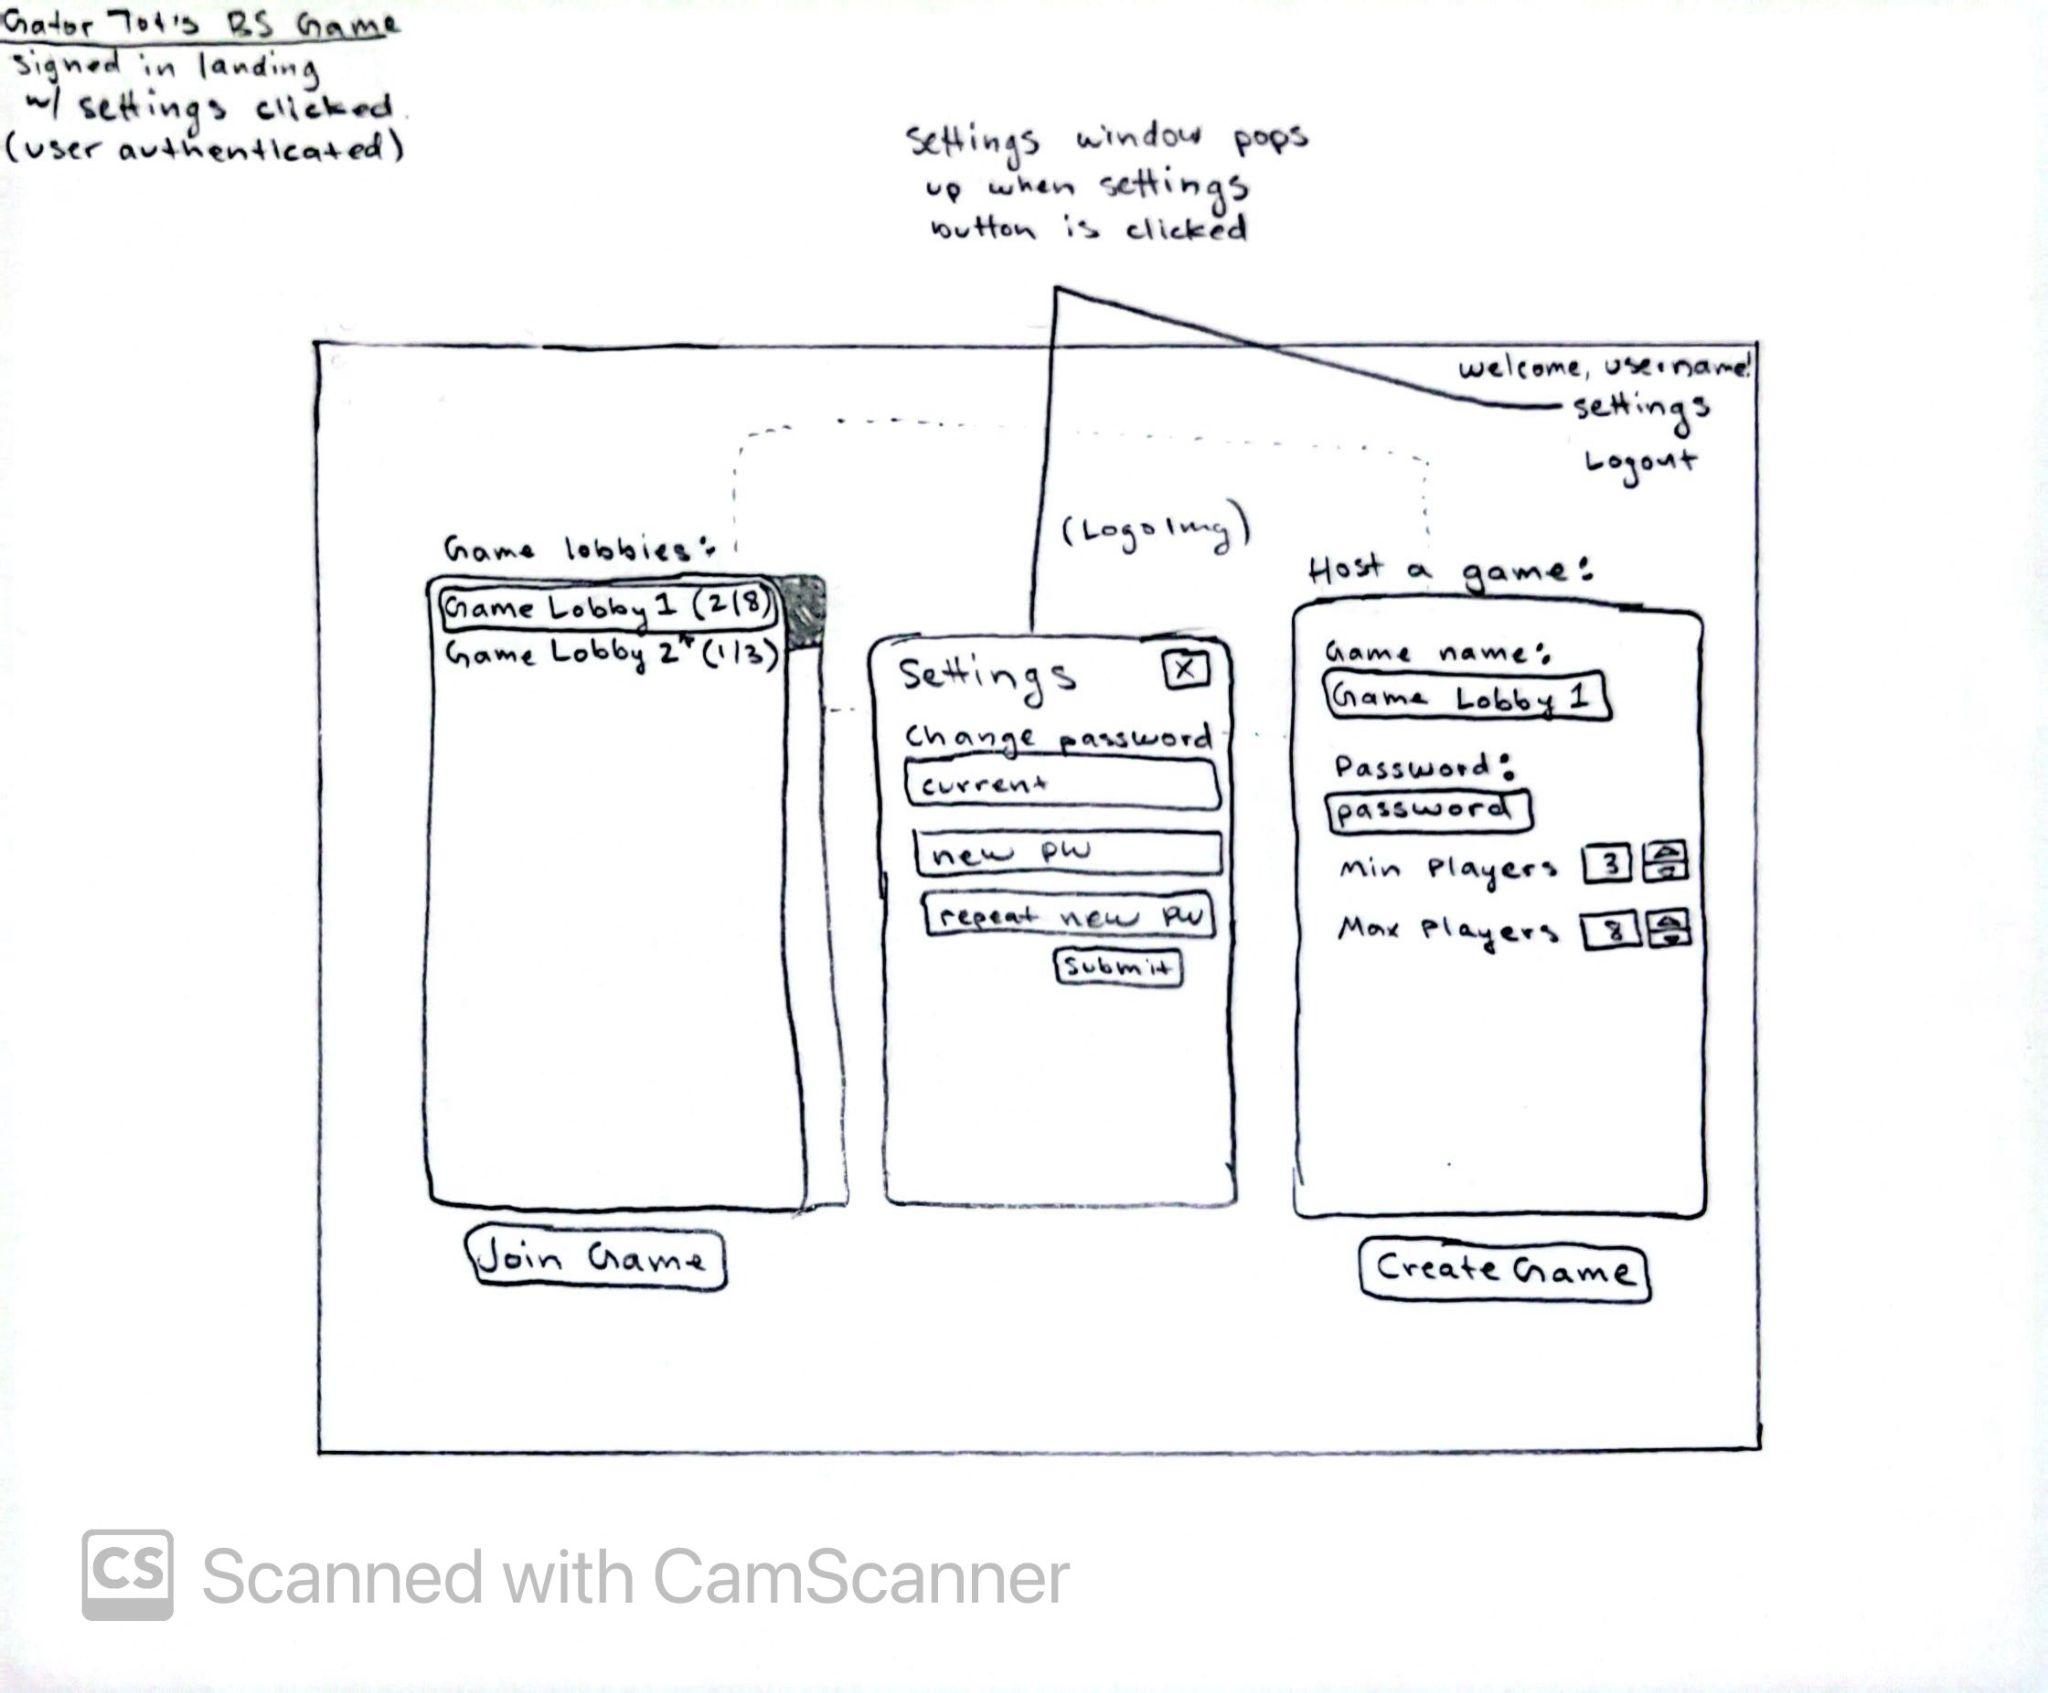 Gator Tot's BS Game
signed in landing
w/ settings clicked.
(user authenticated)
settings window pops
up when settings
button is clicked
welcome, username!
settings
Logout
(Logo Img)
Game lobbies:
Game Lobby 1 (2/8)
Game Lobby 2 (1/3)
Join Game
Settings
X
Change password
current
new pw
repeat new pw
Submit
Host a game:
Game name:
Game Lobby 1
Password:
password
Min Players 3
Max Players 8
Create Game
CS Scanned with CamScanner